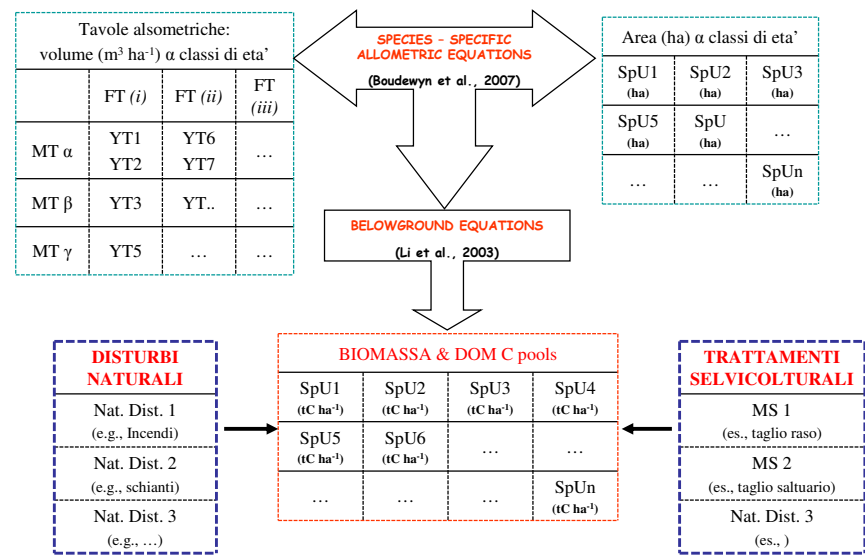 Tavole alsometriche:
volume (m³ ha⁻¹) α classi di eta’
FT (i) FT (ii) FT
(iii)
MT α YT1 YT6 …
YT2 YT7
MT β YT3 YT.. …
MT γ YT5 … …
SPECIES – SPECIFIC
ALLOMETRIC EQUATIONS
(Boudewyn et al., 2007)
Area (ha) α classi di eta’
SpU1 SpU2 SpU3
(ha) (ha) (ha)
SpU5 SpU …
(ha) (ha)
… … SpUn
(ha)
BELOWGROUND EQUATIONS
(Li et al., 2003)
DISTURBI
NATURALI
Nat. Dist. 1
(e.g., Incendi)
Nat. Dist. 2
(e.g., schianti)
Nat. Dist. 3
(e.g., …)
BIOMASSA & DOM C pools
SpU1 SpU2 SpU3 SpU4
(tC ha⁻¹) (tC ha⁻¹) (tC ha⁻¹) (tC ha⁻¹)
SpU5 SpU6 … …
(tC ha⁻¹) (tC ha⁻¹)
… … … SpUn
(tC ha⁻¹)
TRATTAMENTI
SELVICOLTURALI
MS 1
(es., taglio raso)
MS 2
(es., taglio saltuario)
Nat. Dist. 3
(es., )